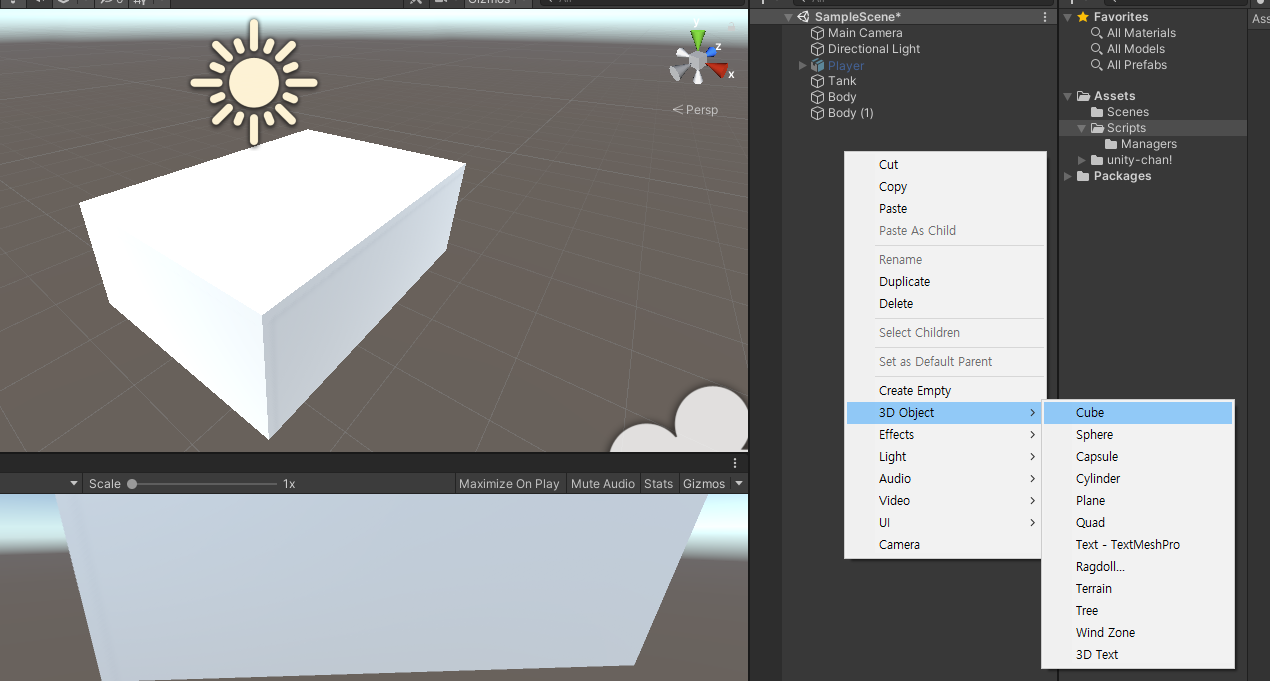 Gizmos
All
All
y
z
x
Persp
SampleScene*
Main Camera
Directional Light
Player
Tank
Body
Body (1)
Favorites
All Materials
All Models
All Prefabs
Assets
Scenes
Scripts
Managers
unity-chan!
Packages
Ass
Cut
Copy
Paste
Paste As Child
Rename
Duplicate
Delete
Select Children
Set as Default Parent
Create Empty
3D Object
Effects
Light
Audio
Video
UI
Camera
Cube
Sphere
Capsule
Cylinder
Plane
Quad
Text - TextMeshPro
Ragdoll...
Terrain
Tree
Wind Zone
3D Text
Scale 1x Maximize On Play Mute Audio Stats Gizmos